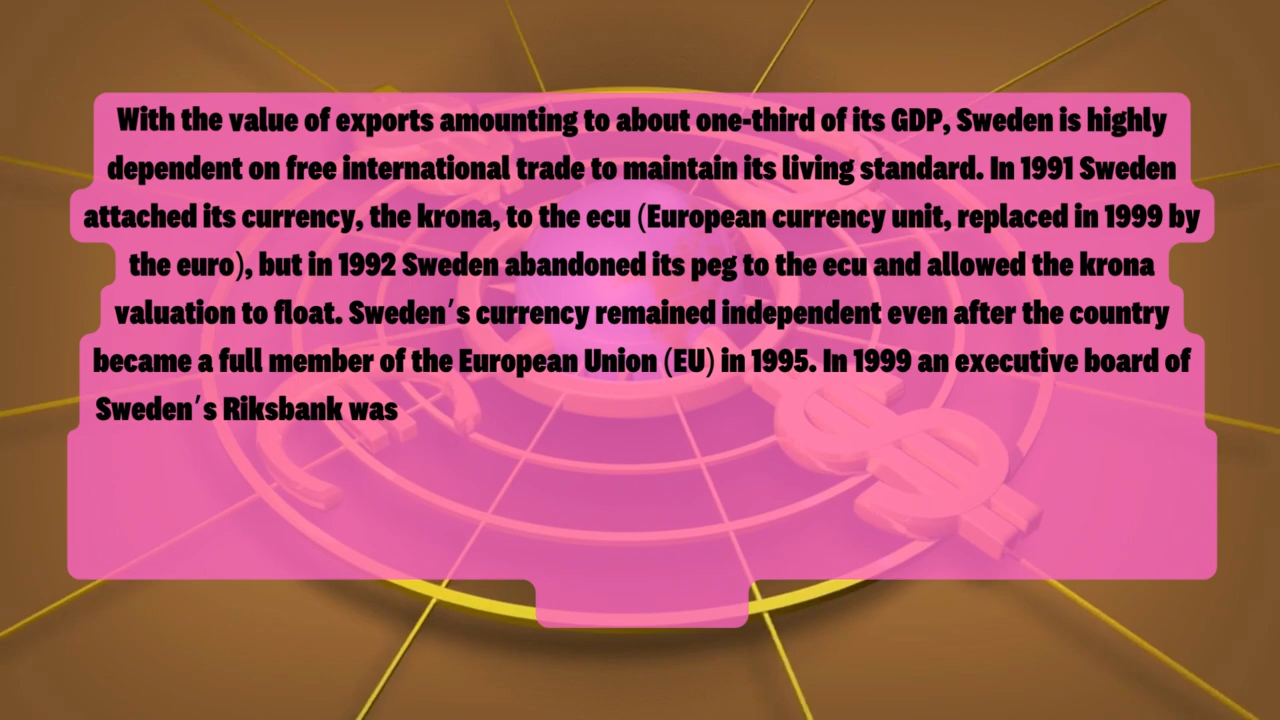 With the value of exports amounting to about one-third of its GDP, Sweden is highly
dependent on free international trade to maintain its living standard. In 1991 Sweden
attached its currency, the krona, to the ecu (European currency unit, replaced in 1999 by
the euro), but in 1992 Sweden abandoned its peg to the ecu and allowed the krona
valuation to float. Sweden's currency remained independent even after the country
became a full member of the European Union (EU) in 1995. In 1999 an executive board of
Sweden's Riksbank was